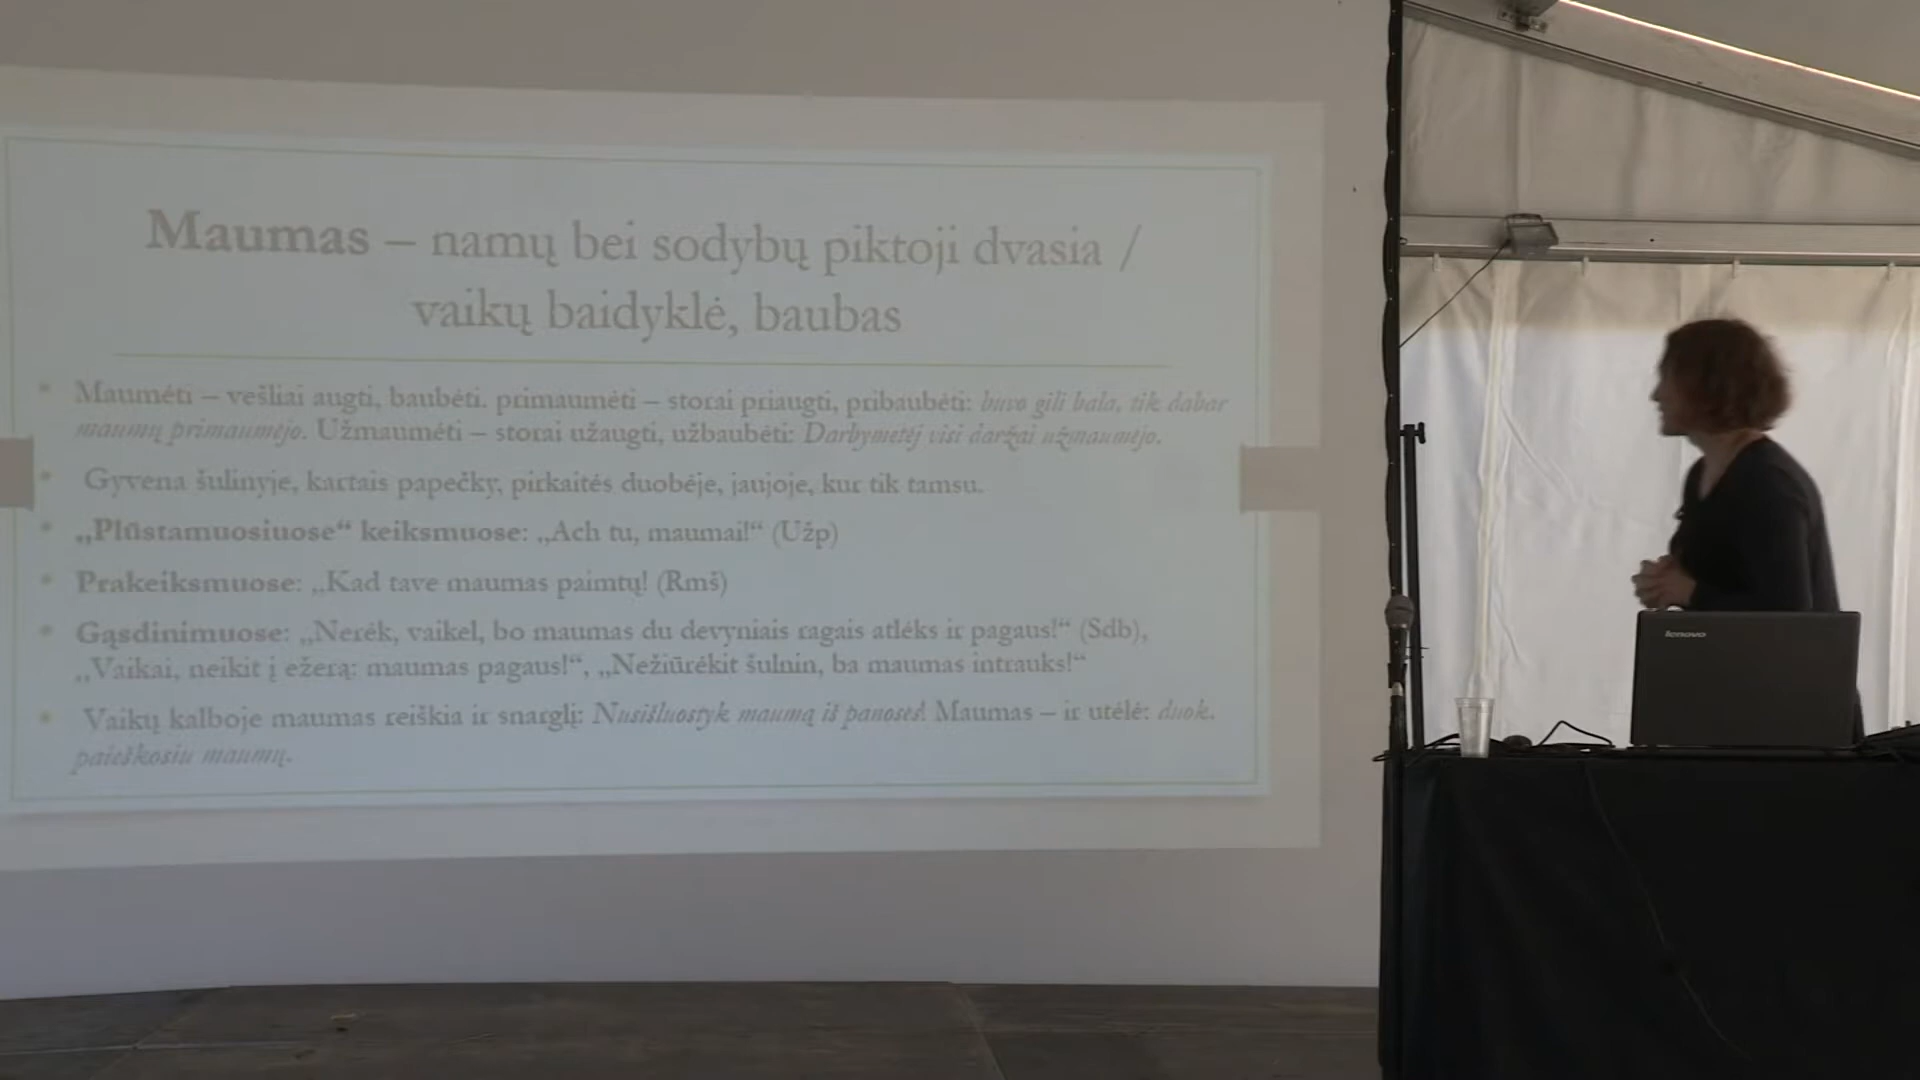 Maumas – namų bei sodybų piktoji dvasia /
vaikų baidyklė, baubas
Maumėti – vešliai augti, baubėti. primaumėti – storai priaugti, pribaubėti: buvo gili bala, tik dabar
maumų primaumėjo. Užmaumėti – storai užaugti, užbaubėti: Darbymetėj visi daržai užmaumėjo.
Gyvena šulinyje, kartais papečky, pirkaitės duobėje, jaujoje, kur tik tamsu.
„Plūstamuosiuose“ keiksmuose: „Ach tu, maumai!“ (Užp)
Prakeiksmuose: „Kad tave maumas paimtų! (Rmš)
Gąsdinimuose: „Nerėk, vaikel, bo maumas du devyniais ragais atlėks ir pagaus!“ (Sdb),
„Vaikai, neikit į ežerą: maumas pagaus!“, „Nežiūrėkit šulnin, ba maumas intrauks!“
Vaikų kalboje maumas reiškia ir snarglį: Nusišluostyk maumą iš panosės! Maumas – ir utėlė: duok,
paieškosiu maumų.
lenovo